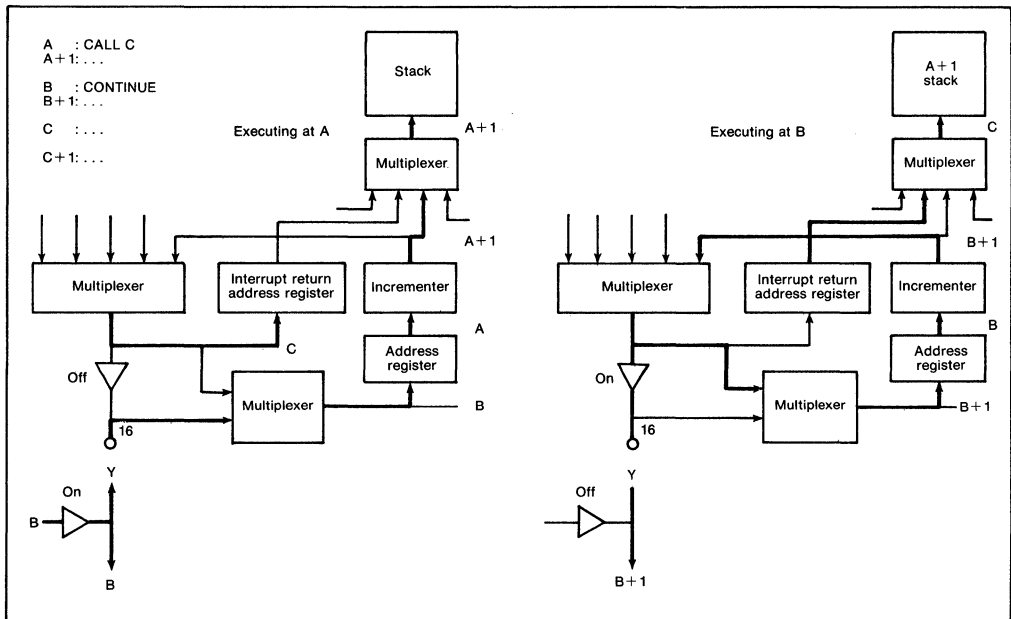 A : CALL C
A+1: . . .
B : CONTINUE
B+1: . . .
C : . . .
C+1: . . .
Executing at A
Stack
A+1
Multiplexer
A+1
Multiplexer
Interrupt return
address register
Incrementer
A
C
Address
register
Off
Multiplexer
B
16
Y
On
B
B
Executing at B
A+1
stack
C
Multiplexer
B+1
Multiplexer
Interrupt return
address register
Incrementer
B
Address
register
On
Multiplexer
B+1
16
Y
Off
B+1